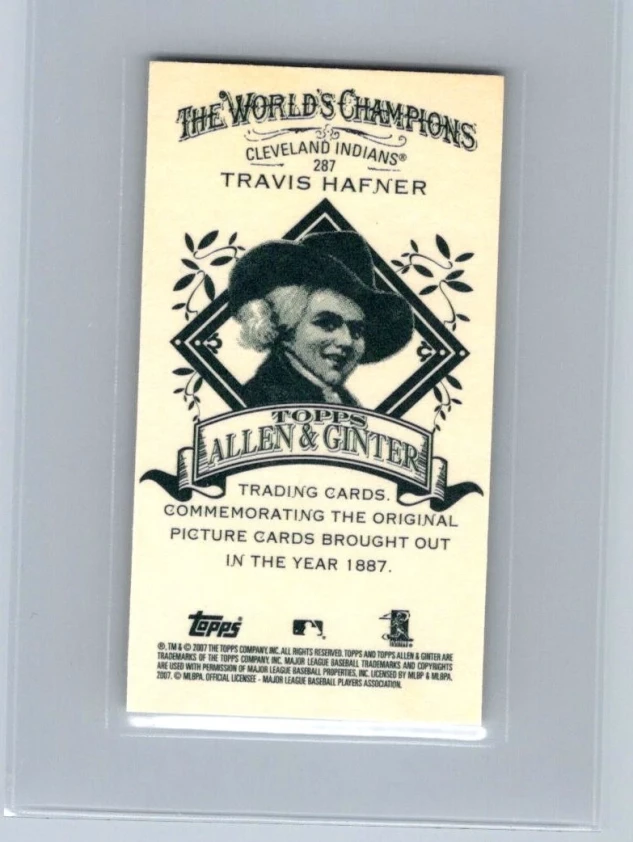 THE WORLD'S CHAMPIONS
CLEVELAND INDIANS®
287
TRAVIS HAFNER
TOPPS
ALLEN & GINTER
TRADING CARDS.
COMMEMORATING THE ORIGINAL
PICTURE CARDS BROUGHT OUT
IN THE YEAR 1887.
Topps
®, TM & © 2007 THE TOPPS COMPANY, INC. ALL RIGHTS RESERVED. TOPPS AND TOPPS ALLEN & GINTER ARE
TRADEMARKS OF THE TOPPS COMPANY, INC. MAJOR LEAGUE BASEBALL TRADEMARKS AND COPYRIGHTS
ARE USED WITH PERMISSION OF MAJOR LEAGUE BASEBALL PROPERTIES, INC. LICENSED BY MLBP & MLBPA.
2007. © MLBPA. OFFICIAL LICENSEE - MAJOR LEAGUE BASEBALL PLAYERS ASSOCIATION.